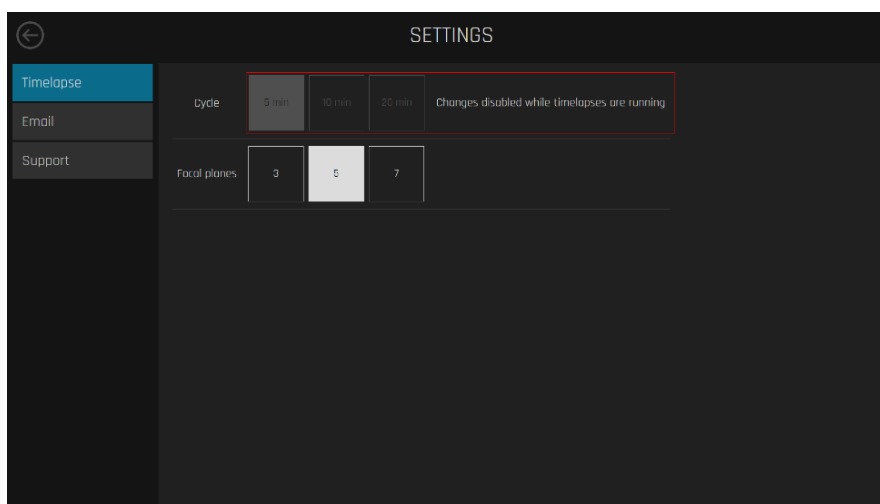 SETTINGS
Timelapse
Email
Support
Cycle 5 min 10 min 20 min Changes disabled while timelapses are running
Focal planes 3 5 7